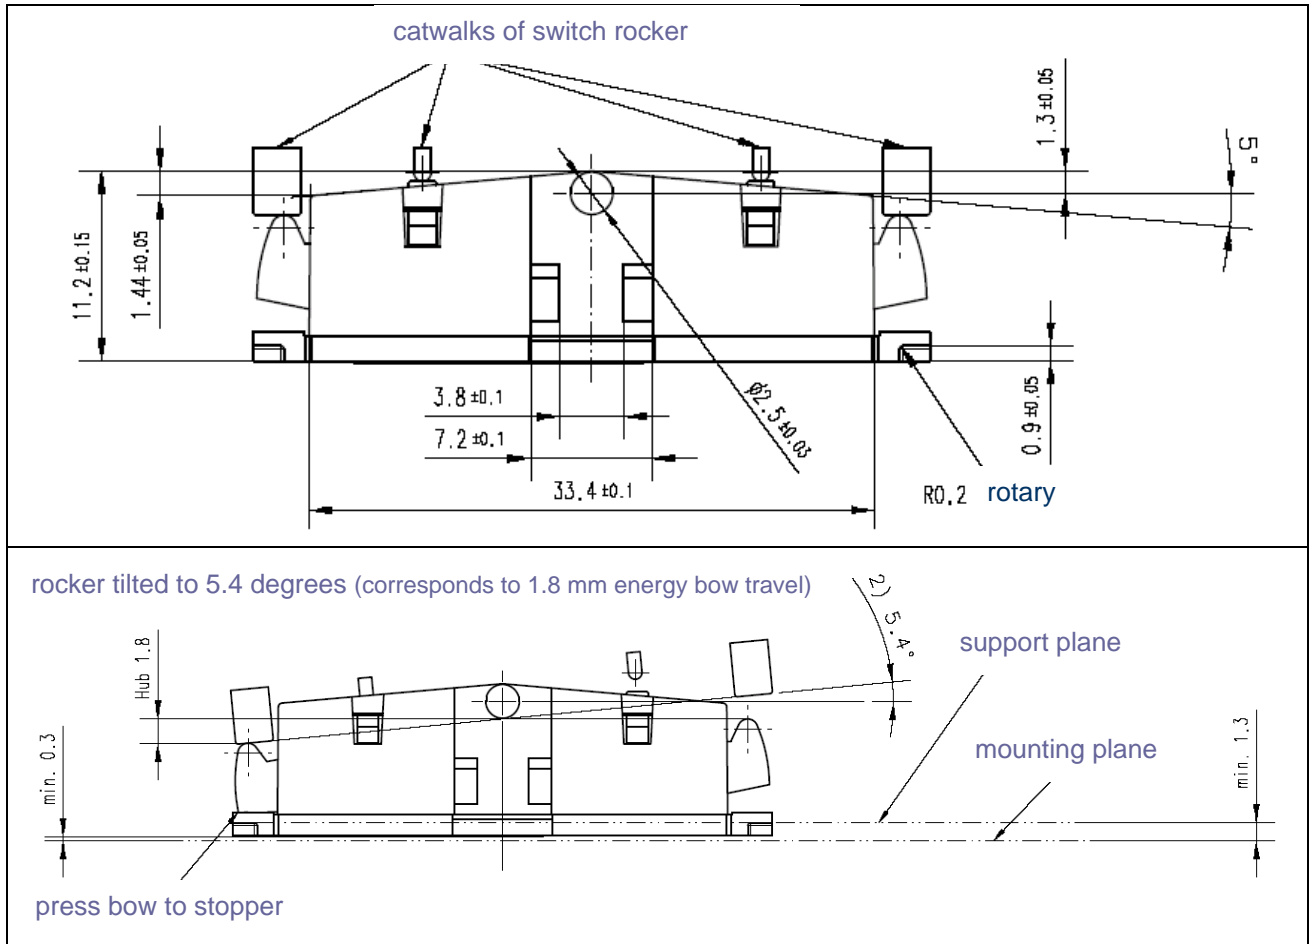 catwalks of switch rocker
1.3 ±0.05
5°
11.2 ±0.15
1.44 ±0.05
3.8 ±0.1
7.2 ±0.1
33.4 ±0.1
ø2.5 ±0.03
0.9 ±0.05
R0.2 rotary
rocker tilted to 5.4 degrees (corresponds to 1.8 mm energy bow travel)
2) 5.4°
support plane
Hub 1.8
mounting plane
min. 0.3
min. 1.3
press bow to stopper